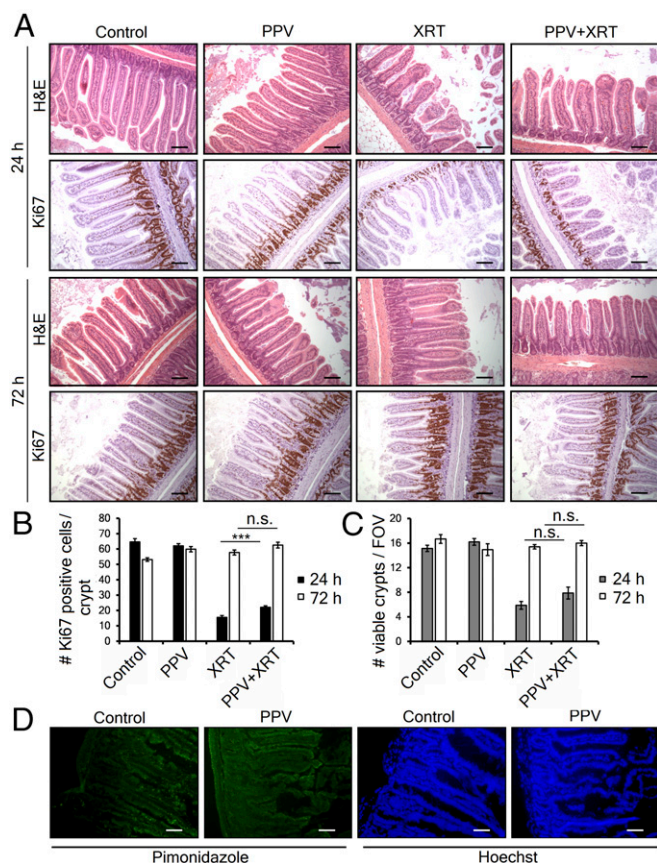 A
Control PPV XRT PPV+XRT
24 h
H&E
Ki67
72 h
H&E
Ki67
B
# Ki67 positive cells/
crypt
80
70
60
50
40
30
20
10
0
n.s.
***
24 h
72 h
Control PPV XRT PPV+XRT
C
# viable crypts / FOV
20
16
12
8
4
0
n.s.
n.s.
24 h
72 h
Control PPV XRT PPV+XRT
D
Control PPV Control PPV
Pimonidazole Hoechst